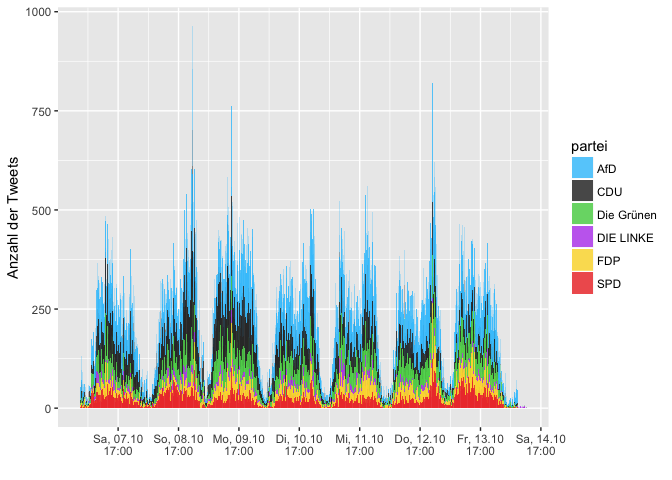 1000
750
500
250
0
Anzahl der Tweets
Sa, 07.10
17:00
So, 08.10
17:00
Mo, 09.10
17:00
Di, 10.10
17:00
Mi, 11.10
17:00
Do, 12.10
17:00
Fr, 13.10
17:00
Sa, 14.10
17:00
partei
AfD
CDU
Die Grünen
DIE LINKE
FDP
SPD